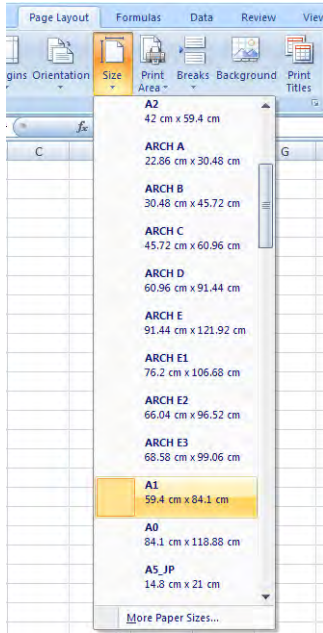 Page Layout Formulas Data Review View
gins Orientation Size Print Area Breaks Background Print Titles
fx
C G
A2
42 cm x 59.4 cm
ARCH A
22.86 cm x 30.48 cm
ARCH B
30.48 cm x 45.72 cm
ARCH C
45.72 cm x 60.96 cm
ARCH D
60.96 cm x 91.44 cm
ARCH E
91.44 cm x 121.92 cm
ARCH E1
76.2 cm x 106.68 cm
ARCH E2
66.04 cm x 96.52 cm
ARCH E3
68.58 cm x 99.06 cm
A1
59.4 cm x 84.1 cm
A0
84.1 cm x 118.88 cm
A5_JP
14.8 cm x 21 cm
More Paper Sizes...